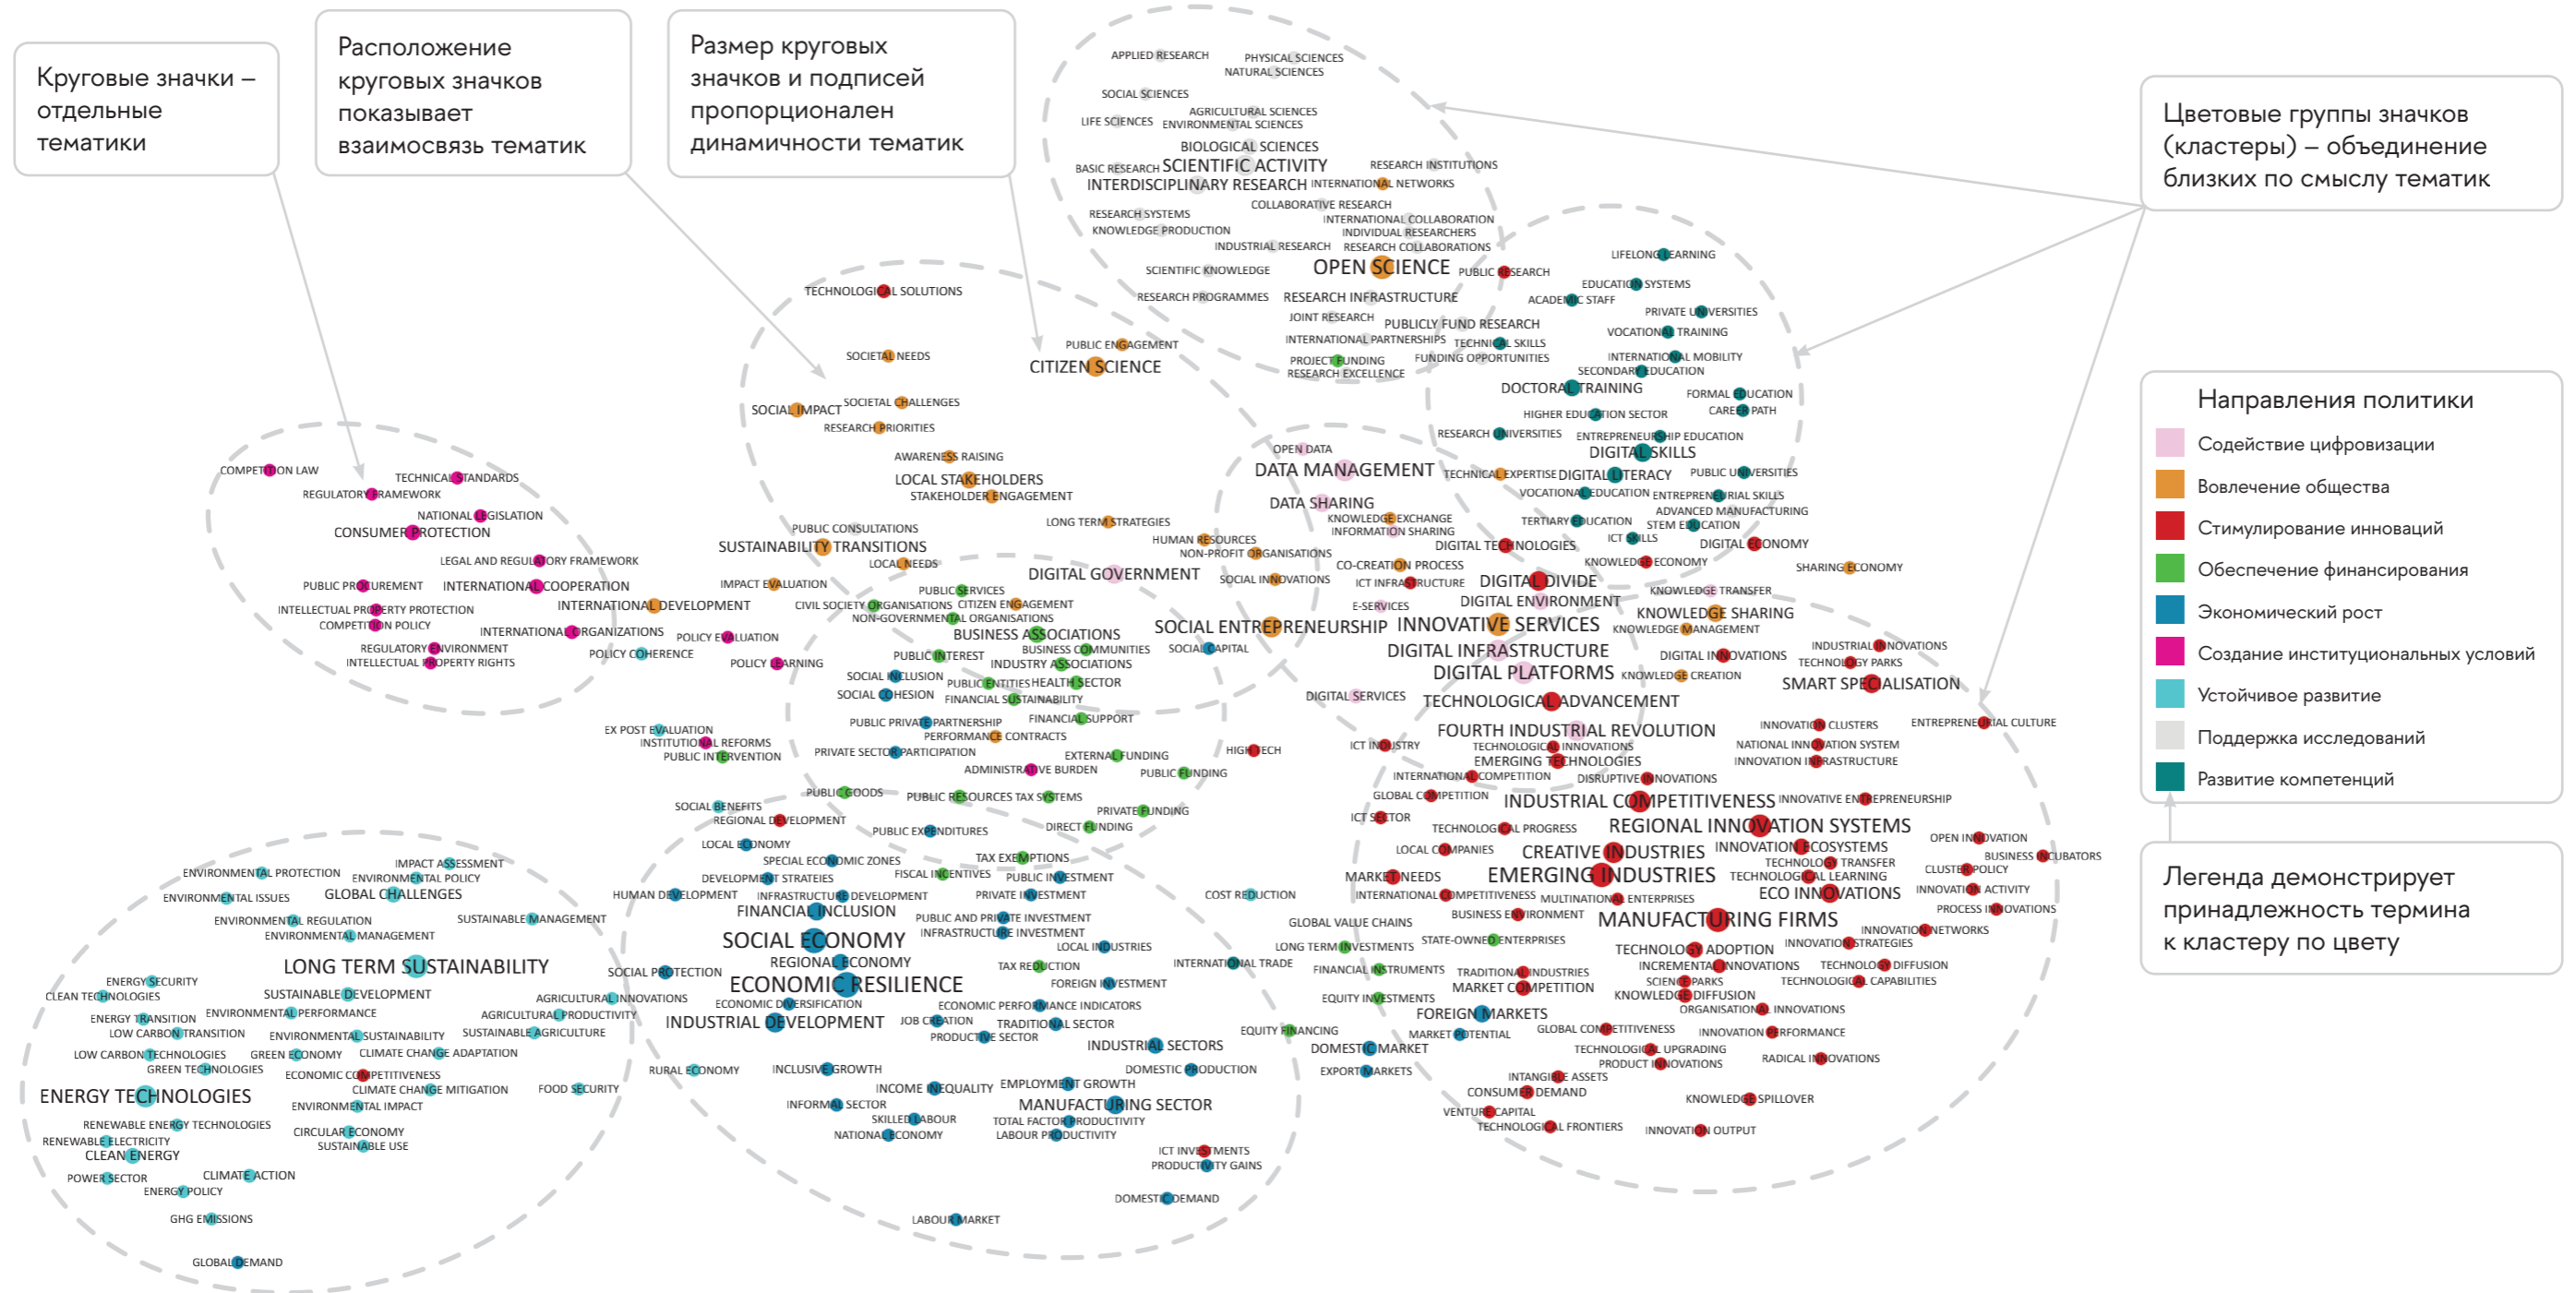 Круговые значки –
отдельные
тематики
Расположение
круговых значков
показывает
взаимосвязь тематик
Размер круговых
значков и подписей
пропорционален
динамичности тематик
Цветовые группы значков
(кластеры) – объединение
близких по смыслу тематик
Направления политики
Содействие цифровизации
Вовлечение общества
Стимулирование инноваций
Обеспечение финансирования
Экономический рост
Создание институциональных условий
Устойчивое развитие
Поддержка исследований
Развитие компетенций
Легенда демонстрирует
принадлежность термина
к кластеру по цвету
APPLIED RESEARCH
PHYSICAL SCIENCES
NATURAL SCIENCES
SOCIAL SCIENCES
AGRICULTURAL SCIENCES
LIFE SCIENCES
ENVIRONMENTAL SCIENCES
BIOLOGICAL SCIENCES
BASIC RESEARCH
SCIENTIFIC ACTIVITY
RESEARCH INSTITUTIONS
INTERDISCIPLINARY RESEARCH
INTERNATIONAL NETWORKS
COLLABORATIVE RESEARCH
RESEARCH SYSTEMS
INTERNATIONAL COLLABORATION
KNOWLEDGE PRODUCTION
INDIVIDUAL RESEARCHERS
INDUSTRIAL RESEARCH
RESEARCH COLLABORATIONS
SCIENTIFIC KNOWLEDGE
OPEN SCIENCE
PUBLIC RESEARCH
RESEARCH PROGRAMMES
RESEARCH INFRASTRUCTURE
JOINT RESEARCH
PUBLICLY FUND RESEARCH
INTERNATIONAL PARTNERSHIPS
TECHNICAL SKILLS
PROJECT FUNDING
FUNDING OPPORTUNITIES
RESEARCH EXCELLENCE
LIFELONG LEARNING
EDUCATION SYSTEMS
ACADEMIC STAFF
PRIVATE UNIVERSITIES
VOCATIONAL TRAINING
INTERNATIONAL MOBILITY
SECONDARY EDUCATION
DOCTORAL TRAINING
FORMAL EDUCATION
CAREER PATH
HIGHER EDUCATION SECTOR
RESEARCH UNIVERSITIES
ENTREPRENEURSHIP EDUCATION
DIGITAL SKILLS
TECHNICAL EXPERTISE
DIGITAL LITERACY
PUBLIC UNIVERSITIES
VOCATIONAL EDUCATION
ENTREPRENEURIAL SKILLS
ADVANCED MANUFACTURING
TERTIARY EDUCATION
STEM EDUCATION
ICT SKILLS
DIGITAL ECONOMY
DIGITAL TECHNOLOGIES
KNOWLEDGE ECONOMY
SHARING ECONOMY
TECHNOLOGICAL SOLUTIONS
PUBLIC ENGAGEMENT
SOCIETAL NEEDS
CITIZEN SCIENCE
SOCIAL IMPACT
SOCIETAL CHALLENGES
RESEARCH PRIORITIES
AWARENESS RAISING
LOCAL STAKEHOLDERS
STAKEHOLDER ENGAGEMENT
LONG TERM STRATEGIES
PUBLIC CONSULTATIONS
SUSTAINABILITY TRANSITIONS
LOCAL NEEDS
IMPACT EVALUATION
HUMAN RESOURCES
NON-PROFIT ORGANISATIONS
SOCIAL INNOVATIONS
OPEN DATA
DATA MANAGEMENT
DATA SHARING
KNOWLEDGE EXCHANGE
INFORMATION SHARING
CO-CREATION PROCESS
ICT INFRASTRUCTURE
DIGITAL DIVIDE
E-SERVICES
DIGITAL ENVIRONMENT
KNOWLEDGE TRANSFER
KNOWLEDGE SHARING
KNOWLEDGE MANAGEMENT
SOCIAL ENTREPRENEURSHIP
INNOVATIVE SERVICES
SOCIAL CAPITAL
DIGITAL INFRASTRUCTURE
DIGITAL INNOVATIONS
DIGITAL PLATFORMS
KNOWLEDGE CREATION
DIGITAL SERVICES
TECHNOLOGICAL ADVANCEMENT
FOURTH INDUSTRIAL REVOLUTION
COMPETITION LAW
TECHNICAL STANDARDS
REGULATORY FRAMEWORK
NATIONAL LEGISLATION
CONSUMER PROTECTION
LEGAL AND REGULATORY FRAMEWORK
PUBLIC PROCUREMENT
INTERNATIONAL COOPERATION
INTELLECTUAL PROPERTY PROTECTION
INTERNATIONAL DEVELOPMENT
COMPETITION POLICY
INTERNATIONAL ORGANIZATIONS
POLICY EVALUATION
REGULATORY ENVIRONMENT
POLICY COHERENCE
INTELLECTUAL PROPERTY RIGHTS
POLICY LEARNING
DIGITAL GOVERNMENT
PUBLIC SERVICES
CIVIL SOCIETY ORGANISATIONS
CITIZEN ENGAGEMENT
NON-GOVERNMENTAL ORGANISATIONS
BUSINESS ASSOCIATIONS
BUSINESS COMMUNITIES
PUBLIC INTEREST
INDUSTRY ASSOCIATIONS
SOCIAL INCLUSION
PUBLIC ENTITIES
HEALTH SECTOR
SOCIAL COHESION
FINANCIAL SUSTAINABILITY
PUBLIC PRIVATE PARTNERSHIP
FINANCIAL SUPPORT
PERFORMANCE CONTRACTS
PRIVATE SECTOR PARTICIPATION
EXTERNAL FUNDING
ADMINISTRATIVE BURDEN
PUBLIC FUNDING
HIGH TECH
EX POST EVALUATION
INSTITUTIONAL REFORMS
PUBLIC INTERVENTION
PUBLIC GOODS
PUBLIC RESOURCES
TAX SYSTEMS
SOCIAL BENEFITS
PRIVATE FUNDING
REGIONAL DEVELOPMENT
PUBLIC EXPENDITURES
DIRECT FUNDING
LOCAL ECONOMY
SPECIAL ECONOMIC ZONES
TAX EXEMPTIONS
DEVELOPMENT STRATEIES
FISCAL INCENTIVES
PUBLIC INVESTMENT
HUMAN DEVELOPMENT
INFRASTRUCTURE DEVELOPMENT
PRIVATE INVESTMENT
COST REDUCTION
FINANCIAL INCLUSION
PUBLIC AND PRIVATE INVESTMENT
INFRASTRUCTURE INVESTMENT
SOCIAL ECONOMY
LOCAL INDUSTRIES
REGIONAL ECONOMY
TAX REDUCTION
INTERNATIONAL TRADE
SOCIAL PROTECTION
ECONOMIC RESILIENCE
FOREIGN INVESTMENT
ECONOMIC DIVERSIFICATION
ECONOMIC PERFORMANCE INDICATORS
INDUSTRIAL DEVELOPMENT
JOB CREATION
TRADITIONAL SECTOR
PRODUCTIVE SECTOR
INDUSTRIAL SECTORS
RURAL ECONOMY
INCLUSIVE GROWTH
DOMESTIC PRODUCTION
INCOME INEQUALITY
EMPLOYMENT GROWTH
INFORMAL SECTOR
MANUFACTURING SECTOR
SKILLED LABOUR
TOTAL FACTOR PRODUCTIVITY
NATIONAL ECONOMY
LABOUR PRODUCTIVITY
ICT INVESTMENTS
PRODUCTIVITY GAINS
DOMESTIC DEMAND
LABOUR MARKET
ENVIRONMENTAL PROTECTION
IMPACT ASSESSMENT
ENVIRONMENTAL POLICY
ENVIRONMENTAL ISSUES
GLOBAL CHALLENGES
ENVIRONMENTAL REGULATION
SUSTAINABLE MANAGEMENT
ENVIRONMENTAL MANAGEMENT
LONG TERM SUSTAINABILITY
ENERGY SECURITY
CLEAN TECHNOLOGIES
SUSTAINABLE DEVELOPMENT
AGRICULTURAL INNOVATIONS
ENERGY TRANSITION
ENVIRONMENTAL PERFORMANCE
AGRICULTURAL PRODUCTIVITY
LOW CARBON TRANSITION
ENVIRONMENTAL SUSTAINABILITY
SUSTAINABLE AGRICULTURE
LOW CARBON TECHNOLOGIES
GREEN ECONOMY
CLIMATE CHANGE ADAPTATION
GREEN TECHNOLOGIES
ECONOMIC COMPETITIVENESS
CLIMATE CHANGE MITIGATION
FOOD SECURITY
ENERGY TECHNOLOGIES
ENVIRONMENTAL IMPACT
RENEWABLE ENERGY TECHNOLOGIES
CIRCULAR ECONOMY
RENEWABLE ELECTRICITY
SUSTAINABLE USE
CLEAN ENERGY
POWER SECTOR
CLIMATE ACTION
ENERGY POLICY
GHG EMISSIONS
GLOBAL DEMAND
INDUSTRIAL INNOVATIONS
TECHNOLOGY PARKS
SMART SPECIALISATION
INNOVATION CLUSTERS
ENTREPRENEURIAL CULTURE
ICT INDUSTRY
TECHNOLOGICAL INNOVATIONS
NATIONAL INNOVATION SYSTEM
EMERGING TECHNOLOGIES
INNOVATION INFRASTRUCTURE
INTERNATIONAL COMPETITION
DISRUPTIVE INNOVATIONS
GLOBAL COMPETITION
INDUSTRIAL COMPETITIVENESS
INNOVATIVE ENTREPRENEURSHIP
ICT SECTOR
TECHNOLOGICAL PROGRESS
REGIONAL INNOVATION SYSTEMS
OPEN INNOVATION
LOCAL COMPANIES
CREATIVE INDUSTRIES
INNOVATION ECOSYSTEMS
BUSINESS INCUBATORS
TECHNOLOGY TRANSFER
CLUSTER POLICY
MARKET NEEDS
EMERGING INDUSTRIES
TECHNOLOGICAL LEARNING
INTERNATIONAL COMPETITIVENESS
MULTINATIONAL ENTERPRISES
ECO INNOVATIONS
INNOVATION ACTIVITY
PROCESS INNOVATIONS
BUSINESS ENVIRONMENT
MANUFACTURING FIRMS
GLOBAL VALUE CHAINS
INNOVATION NETWORKS
LONG TERM INVESTMENTS
STATE-OWNED ENTERPRISES
TECHNOLOGY ADOPTION
INNOVATION STRATEGIES
FINANCIAL INSTRUMENTS
TRADITIONAL INDUSTRIES
INCREMENTAL INNOVATIONS
TECHNOLOGY DIFFUSION
MARKET COMPETITION
SCIENCE PARKS
TECHNOLOGICAL CAPABILITIES
EQUITY INVESTMENTS
KNOWLEDGE DIFFUSION
FOREIGN MARKETS
ORGANISATIONAL INNOVATIONS
EQUITY FINANCING
MARKET POTENTIAL
GLOBAL COMPETITIVENESS
INNOVATION PERFORMANCE
DOMESTIC MARKET
TECHNOLOGICAL UPGRADING
RADICAL INNOVATIONS
EXPORT MARKETS
PRODUCT INNOVATIONS
INTANGIBLE ASSETS
CONSUMER DEMAND
KNOWLEDGE SPILLOVER
VENTURE CAPITAL
TECHNOLOGICAL FRONTIERS
INNOVATION OUTPUT